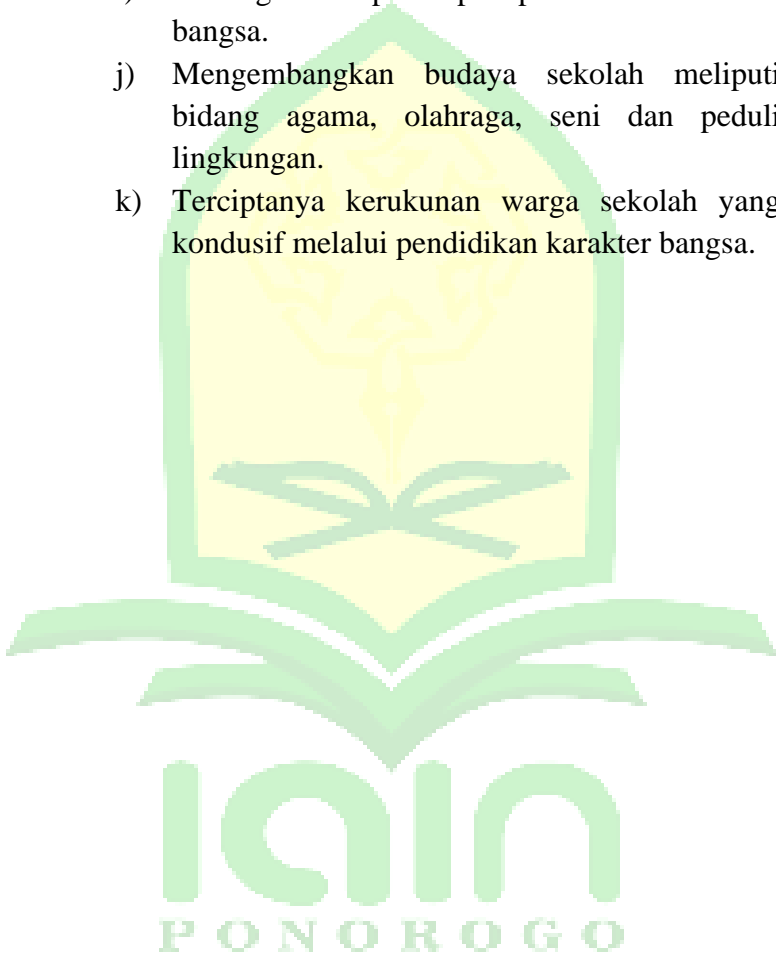 bangsa.
j) Mengembangkan budaya sekolah meliputi
bidang agama, olahraga, seni dan peduli
lingkungan.
k) Terciptanya kerukunan warga sekolah yang
kondusif melalui pendidikan karakter bangsa.
iain
PONOROGO